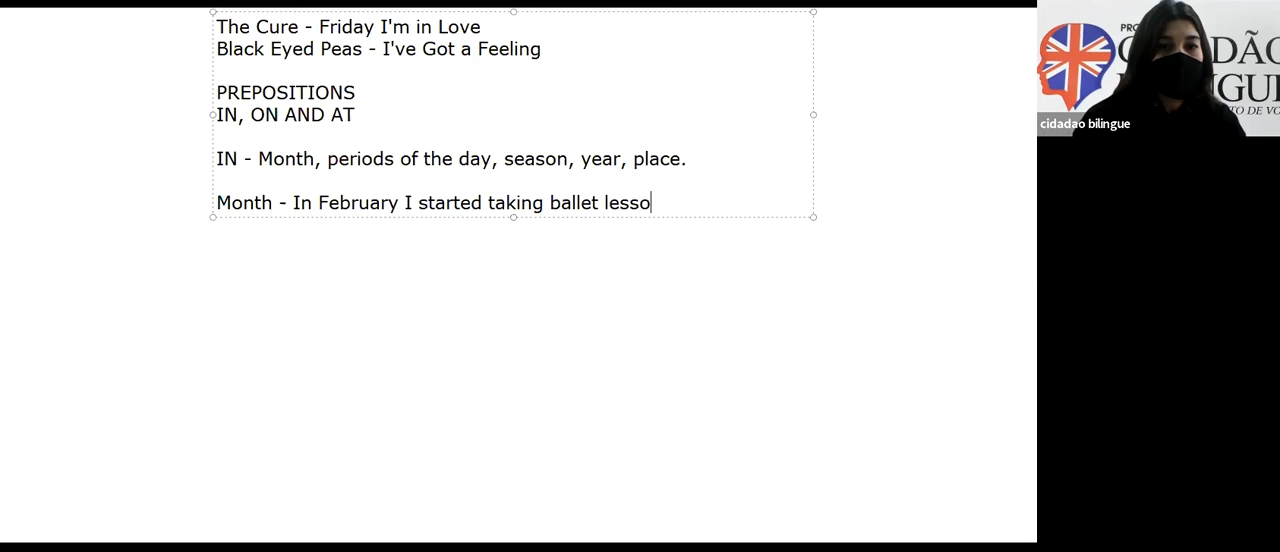 The Cure - Friday I'm in Love
Black Eyed Peas - I've Got a Feeling
PREPOSITIONS
IN, ON AND AT
IN - Month, periods of the day, season, year, place.
Month - In February I started taking ballet lesso
cidadao bilingue